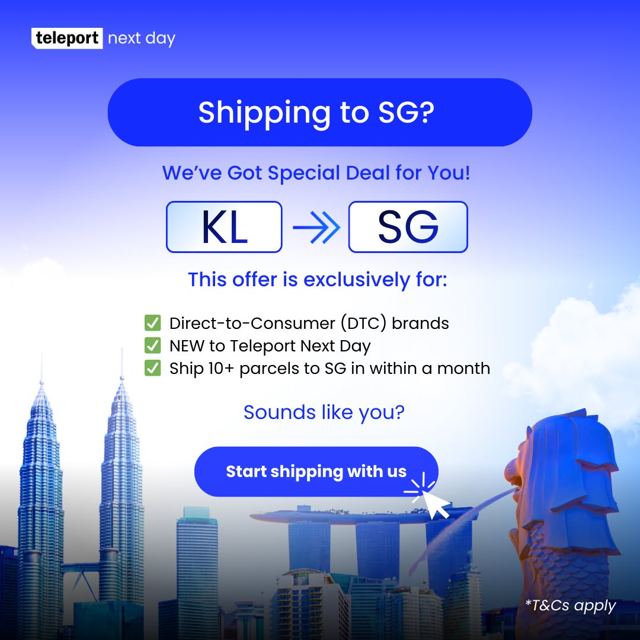 teleport next day
Shipping to SG?
We've Got Special Deal for You!
KL SG
This offer is exclusively for:
Direct-to-Consumer (DTC) brands
NEW to Teleport Next Day
Ship 10+ parcels to SG in within a month
Sounds like you?
Start shipping with us
*T&Cs apply